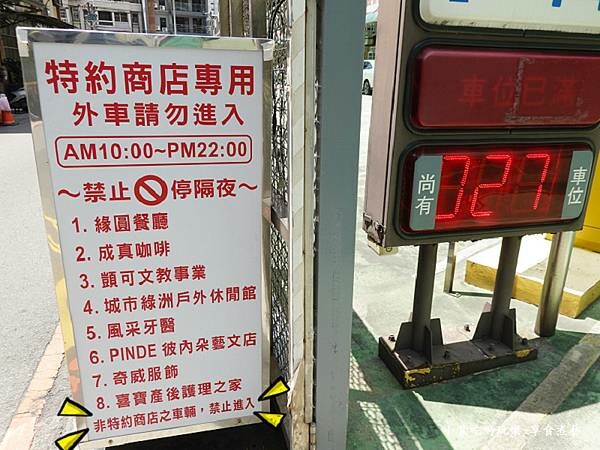 特約商店專用
外車請勿進入
AM10:00~PM22:00
～禁止停隔夜～
1. 緣圓餐廳
2. 成真咖啡
3. 顫可文教事業
4. 城市綠洲戶外休閒館
5. 風采牙醫
6. PINDE 彼內朵藝文店
7. 奇威服飾
8. 喜寶產後護理之家
非特約商店之車輛，禁止進入
車位已滿
尚有 327 車位